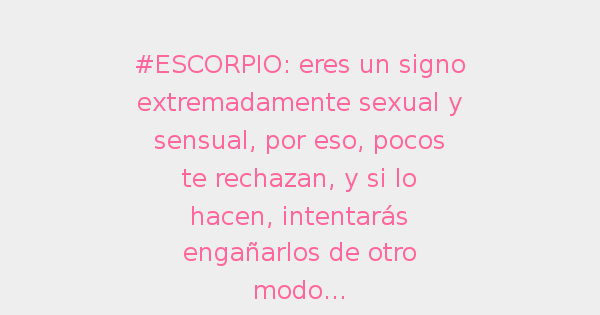 #ESCORPIO: eres un signo
extremadamente sexual y
sensual, por eso, pocos
te rechazan, y si lo
hacen, intentarás
engañarlos de otro
modo...